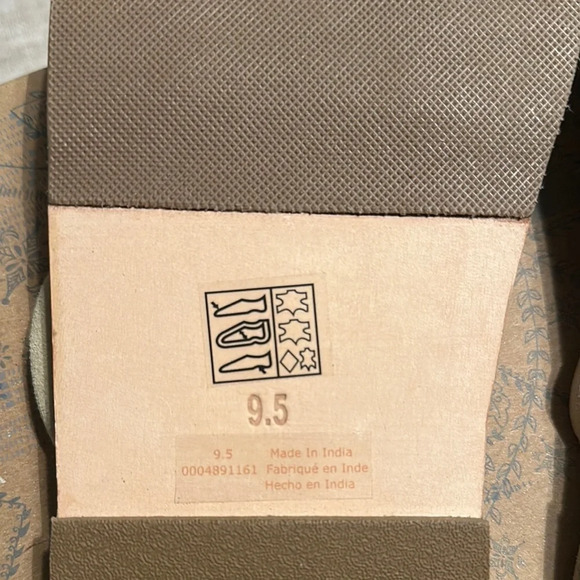 9.5
9.5 Made In India
0004891161 Fabriqué en Inde
Hecho en India